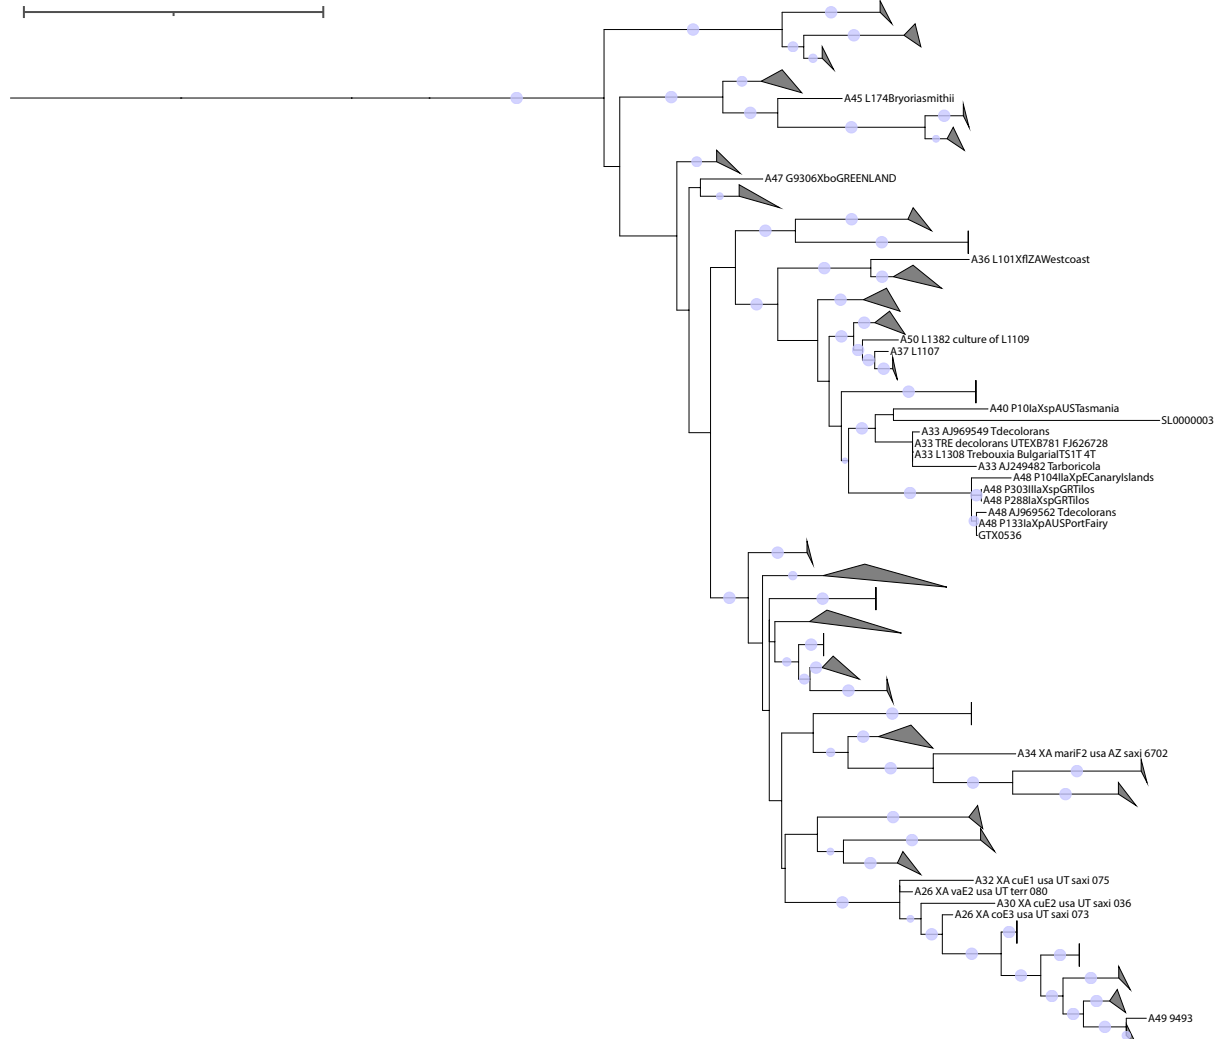 A45 L174Bryoriasmithii
A47 G9306XboGREENLAND
A36 L101XflZAWestcoast
A50 L1382 culture of L1109
A37 L1107
A40 P10IaXspAUSTasmania
SL0000003
A33 AJ969549 Tdecolorans
A33 TRE decolorans UTEXB781 FJ626728
A33 L1308 Trebouxia BulgariaITS1T 4T
A33 AJ249482 Tarboricola
A48 P104IIaXpECanaryIslands
A48 P303IIIaXspGRTilos
A48 P288IaXspGRTilos
A48 AJ969562 Tdecolorans
A48 P133IaXpAUSPortFairy
GTX0536
A34 XA mariF2 usa AZ saxi 6702
A32 XA cuE1 usa UT saxi 075
A26 XA vaE2 usa UT terr 080
A30 XA cuE2 usa UT saxi 036
A26 XA coE3 usa UT saxi 073
A49 9493